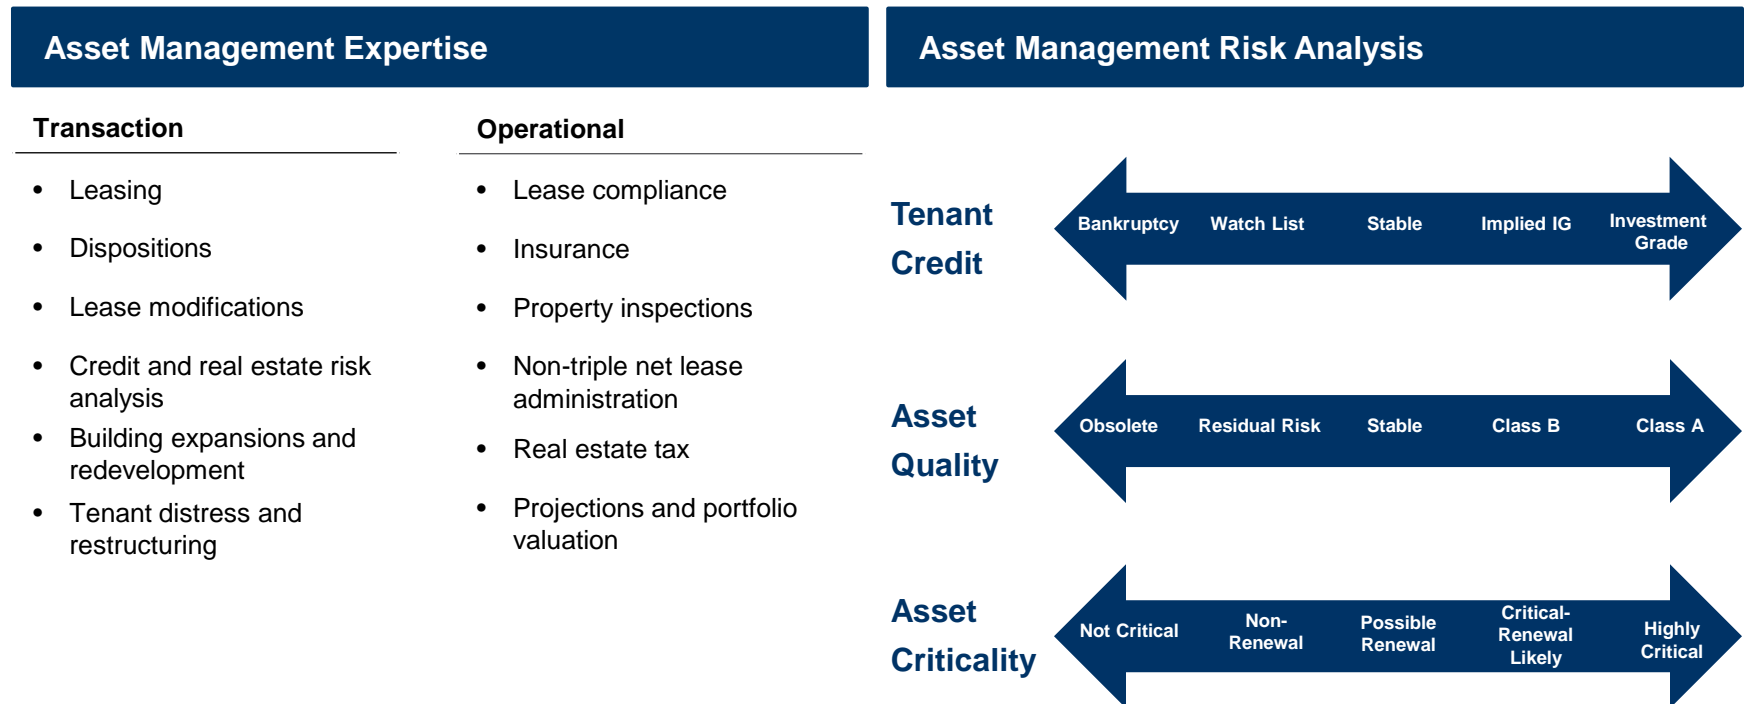 Asset Management Expertise
Transaction
• Leasing
• Dispositions
• Lease modifications
• Credit and real estate risk
analysis
• Building expansions and
redevelopment
• Tenant distress and
restructuring
Operational
• Lease compliance
• Insurance
• Property inspections
• Non-triple net lease
administration
• Real estate tax
• Projections and portfolio
valuation
Asset Management Risk Analysis
Tenant
Credit
Bankruptcy
Watch List
Stable
Implied IG
Investment
Grade
Asset
Quality
Obsolete
Residual Risk
Stable
Class B
Class A
Asset
Criticality
Not Critical
Non-
Renewal
Possible
Renewal
Critical-
Renewal
Likely
Highly
Critical